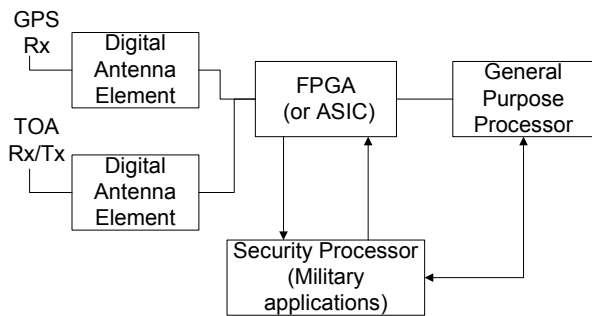 GPS
Rx
Digital
Antenna
Element
FPGA
(or ASIC)
General
Purpose
Processor
TOA
Rx/Tx
Digital
Antenna
Element
Security Processor
(Military
applications)